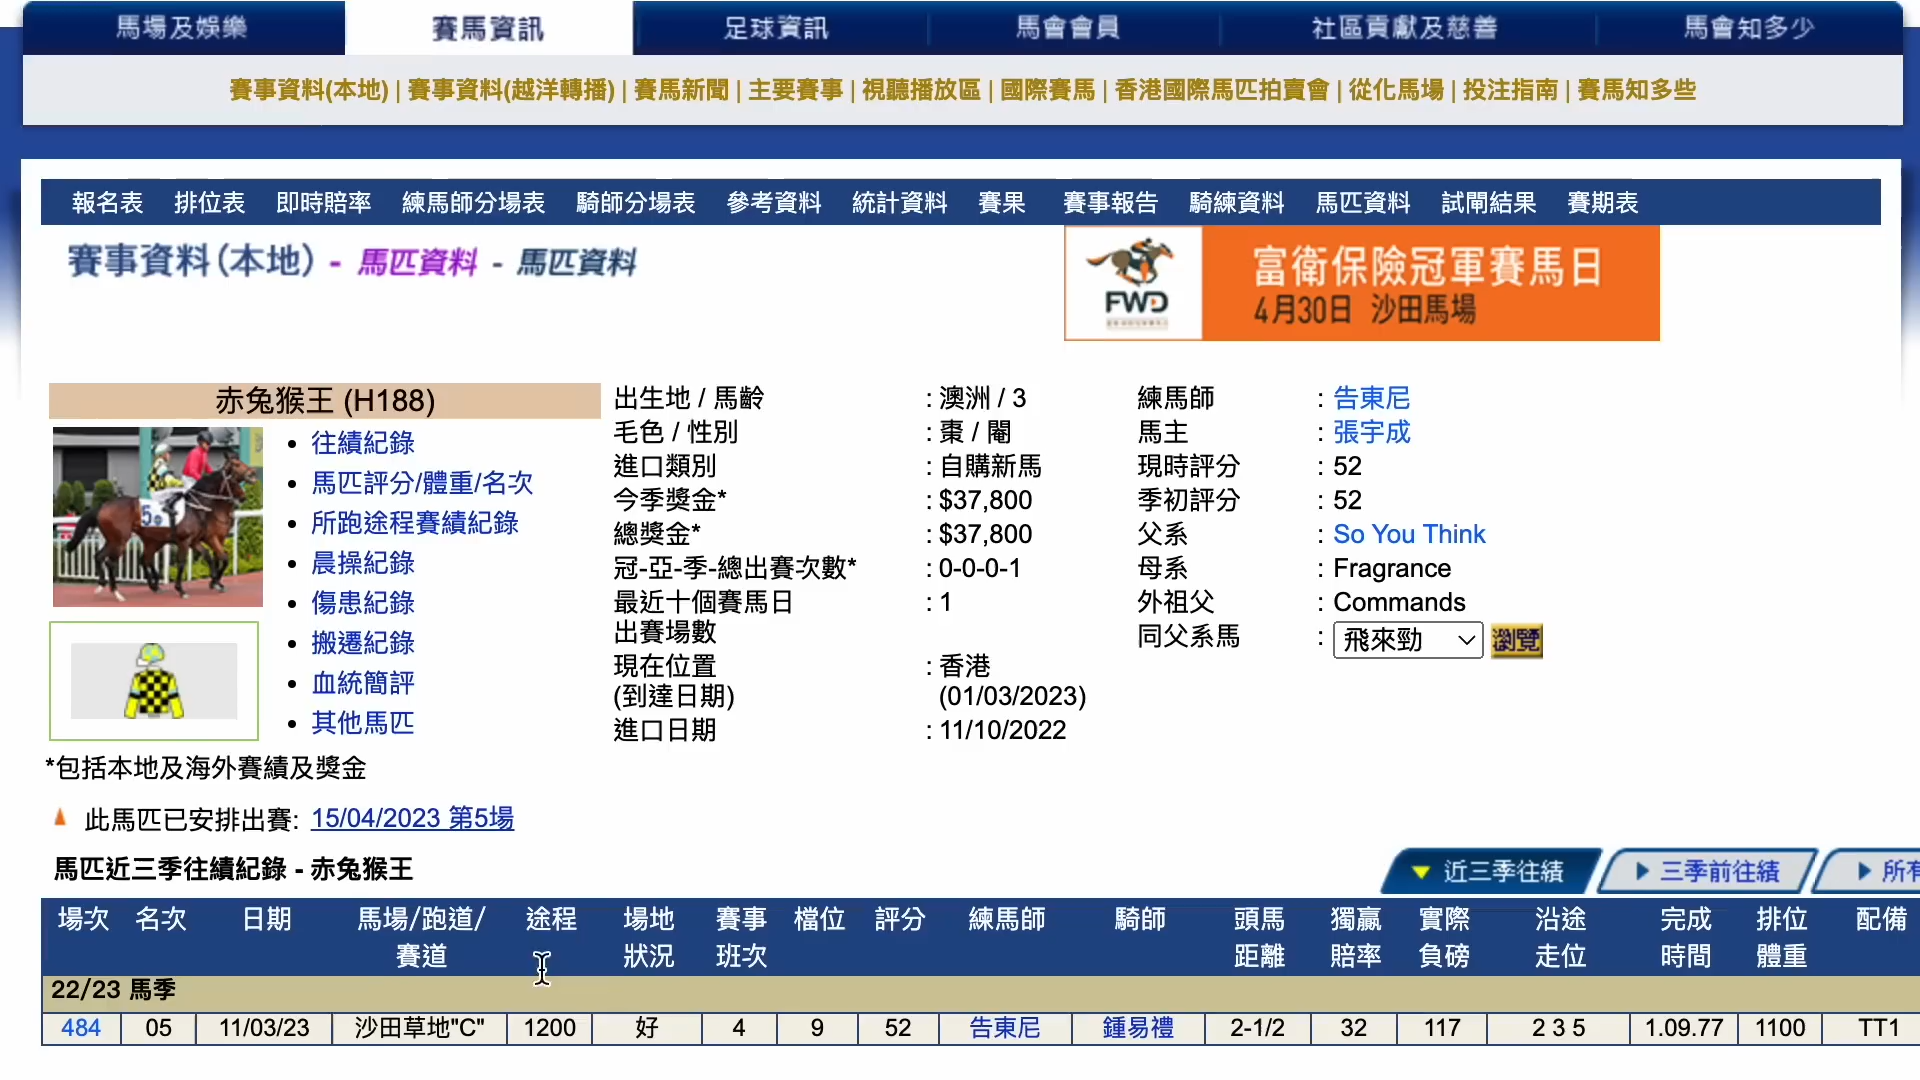 馬場及娛樂 賽馬資訊 足球資訊 馬會會員 社區貢獻及慈善 馬會知多少
賽事資料(本地) | 賽事資料(越洋轉播) | 賽馬新聞 | 主要賽事 | 視聽播放區 | 國際賽馬 | 香港國際馬匹拍賣會 | 從化馬場 | 投注指南 | 賽馬知多些
報名表 排位表 即時賠率 練馬師分場表 騎師分場表 參考資料 統計資料 賽果 賽事報告 騎練資料 馬匹資料 試閘結果 賽期表
賽事資料(本地) - 馬匹資料 - 馬匹資料
FWD
富衛保險冠軍賽馬日
4月30日 沙田馬場
赤兔猴王 (H188)
5
• 往績紀錄
• 馬匹評分/體重/名次
• 所跑途程賽績紀錄
• 晨操紀錄
• 傷患紀錄
• 搬遷紀錄
• 血統簡評
• 其他馬匹
出生地 / 馬齡 : 澳洲 / 3
毛色 / 性別 : 棗 / 閹
進口類別 : 自購新馬
今季獎金* : $37,800
總獎金* : $37,800
冠-亞-季-總出賽次數* : 0-0-0-1
最近十個賽馬日 : 1
出賽場數
現在位置 : 香港
(到達日期) (01/03/2023)
進口日期 : 11/10/2022
練馬師 : 告東尼
馬主 : 張宇成
現時評分 : 52
季初評分 : 52
父系 : So You Think
母系 : Fragrance
外祖父 : Commands
同父系馬 : 飛來勁 瀏覽
*包括本地及海外賽績及獎金
此馬匹已安排出賽: 15/04/2023 第5場
馬匹近三季往績紀錄 - 赤兔猴王
近三季往績 三季前往績 所有
場次 名次 日期 馬場/跑道/ 途程 場地 賽事 檔位 評分 練馬師 騎師 頭馬 獨贏 實際 沿途 完成 排位 配備
賽道 狀況 班次 距離 賠率 負磅 走位 時間 體重
22/23 馬季
484 05 11/03/23 沙田草地"C" 1200 好 4 9 52 告東尼 鍾易禮 2-1/2 32 117 2 3 5 1.09.77 1100 TT1